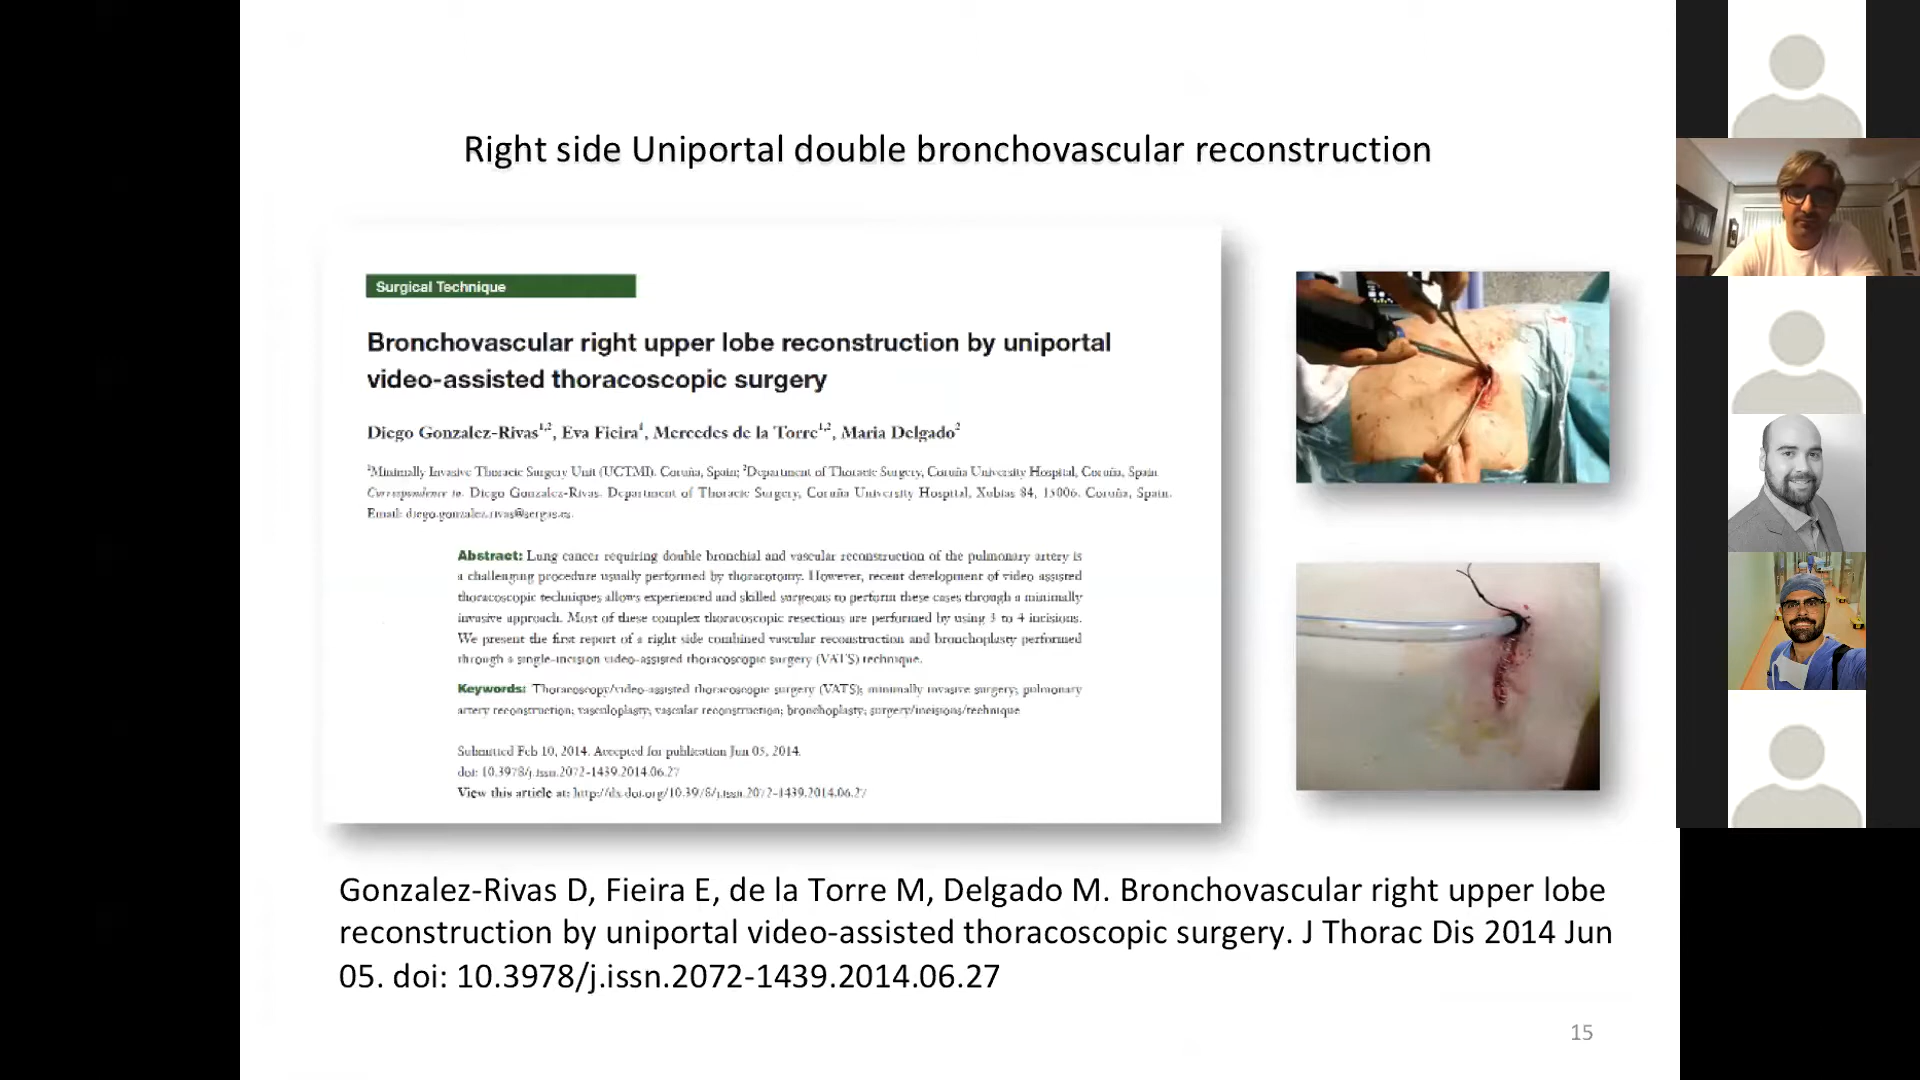 Right side Uniportal double bronchovascular reconstruction
Surgical Technique
Bronchovascular right upper lobe reconstruction by uniportal
video-assisted thoracoscopic surgery
Diego Gonzalez-Rivas1,2, Eva Fieira1, Mercedes de la Torre1,2, Maria Delgado2
1Minimally Invasive Thoracic Surgery Unit (UCTMI), Coruña, Spain; 2Department of Thoracic Surgery, Coruña University Hospital, Coruña, Spain
Correspondence to: Diego Gonzalez-Rivas. Department of Thoracic Surgery, Coruña University Hospital, Xubias 84, 15006, Coruña, Spain.
Email: diego.gonzalez.rivas@sergas.es.
Abstract: Lung cancer requiring double bronchial and vascular reconstruction of the pulmonary artery is
a challenging procedure usually performed by thoracotomy. However, recent development of video assisted
thoracoscopic techniques allows experienced and skilled surgeons to perform these cases through a minimally
invasive approach. Most of these complex thoracoscopic resections are performed by using 3 to 4 incisions.
We present the first report of a right side combined vascular reconstruction and bronchoplasty performed
through a single-incision video-assisted thoracoscopic surgery (VATS) technique.
Keywords: Thoracoscopy/video-assisted thoracoscopic surgery (VATS); minimally invasive surgery; pulmonary
artery reconstruction; vasculoplasty; vascular reconstruction; bronchoplasty; surgery/incisions/technique
Submitted Feb 10, 2014. Accepted for publication Jun 05, 2014.
doi: 10.3978/j.issn.2072-1439.2014.06.27
View this article at: http://dx.doi.org/10.3978/j.issn.2072-1439.2014.06.27
Gonzalez-Rivas D, Fieira E, de la Torre M, Delgado M. Bronchovascular right upper lobe
reconstruction by uniportal video-assisted thoracoscopic surgery. J Thorac Dis 2014 Jun
05. doi: 10.3978/j.issn.2072-1439.2014.06.27
15